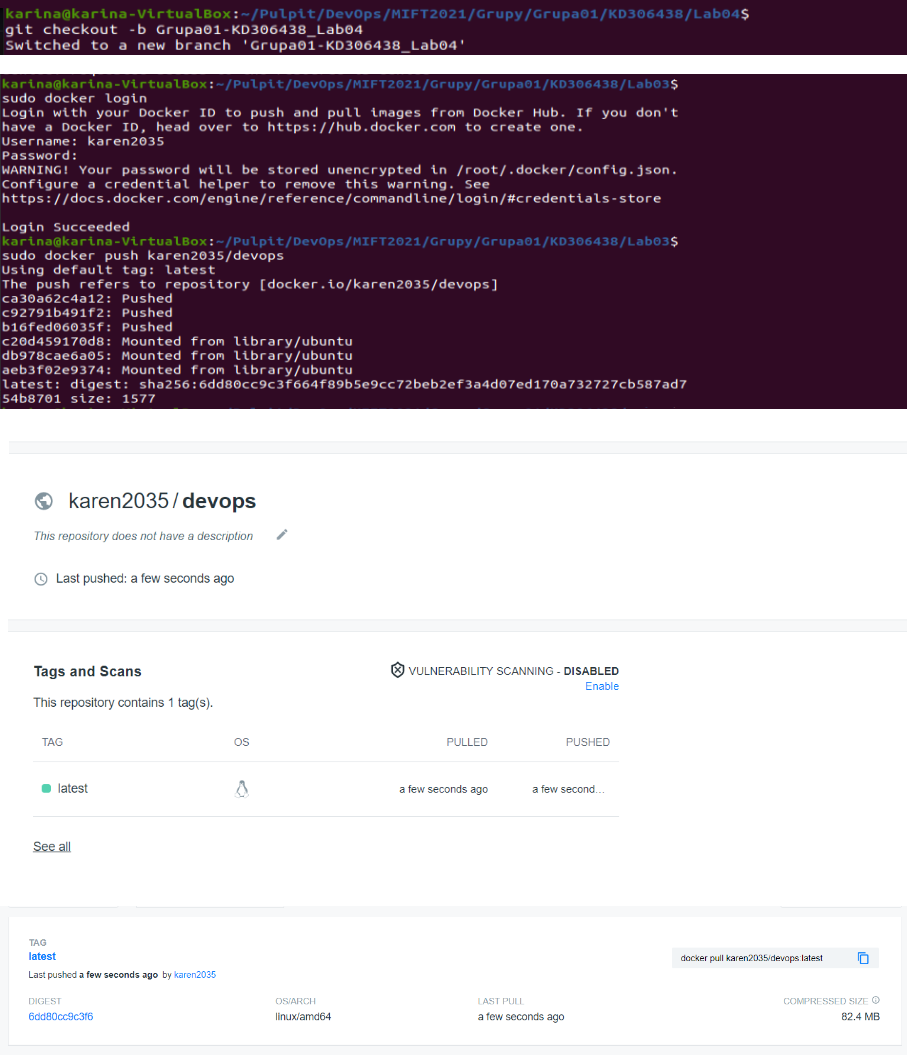 karina@karina-VirtualBox:~/Pulpit/DevOps/MIFT2021/Grupy/Grupa01/KD306438/Lab04$
git checkout -b Grupa01-KD306438_Lab04
Switched to a new branch 'Grupa01-KD306438_Lab04'
karina@karina-VirtualBox:~/Pulpit/DevOps/MIFT2021/Grupy/Grupa01/KD306438/Lab03$
sudo docker login
Login with your Docker ID to push and pull images from Docker Hub. If you don't
have a Docker ID, head over to https://hub.docker.com to create one.
Username: karen2035
Password:
WARNING! Your password will be stored unencrypted in /root/.docker/config.json.
Configure a credential helper to remove this warning. See
https://docs.docker.com/engine/reference/commandline/login/#credentials-store
Login Succeeded
karina@karina-VirtualBox:~/Pulpit/DevOps/MIFT2021/Grupy/Grupa01/KD306438/Lab03$
sudo docker push karen2035/devops
Using default tag: latest
The push refers to repository [docker.io/karen2035/devops]
ca30a62c4a12: Pushed
c92791b491f2: Pushed
b16fed06035f: Pushed
c20d459170d8: Mounted from library/ubuntu
db978cae6a05: Mounted from library/ubuntu
aeb3f02e9374: Mounted from library/ubuntu
latest: digest: sha256:6dd80cc9c3f664f89b5e9cc72beb2ef3a4d07ed170a732727cb587ad7
54b8701 size: 1577
karen2035/devops
This repository does not have a description
Last pushed: a few seconds ago
Tags and Scans
VULNERABILITY SCANNING - DISABLED
Enable
This repository contains 1 tag(s).
TAG OS PULLED PUSHED
latest a few seconds ago a few second...
See all
TAG
latest
docker pull karen2035/devops:latest
Last pushed a few seconds ago by karen2035
DIGEST OS/ARCH LAST PULL COMPRESSED SIZE
6dd80cc9c3f6 linux/amd64 a few seconds ago 82.4 MB